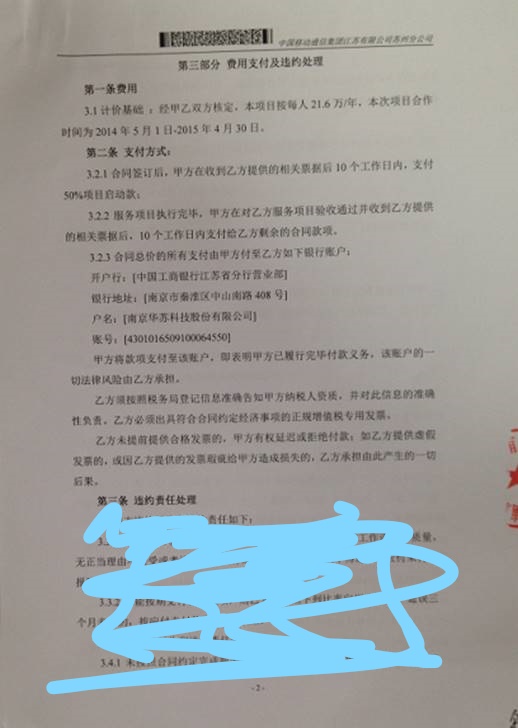 中国移动通信集团江苏有限公司苏州分公司
第三部分 费用支付及违约处理
第一条费用
3.1 计价基础：经甲乙双方核定，本项目按每人 21.6 万/年，本次项目合作
时间为 2014 年 5 月 1 日-2015 年 4 月 30 日。
第二条 支付方式：
3.2.1 合同签订后，甲方在收到乙方提供的相关票据后 10 个工作日内，支付
50%项目启动款；
3.2.2 服务项目执行完毕，甲方在对乙方服务项目验收通过并收到乙方提供
的相关票据后，10 个工作日内支付给乙方剩余的合同款项。
3.2.3 合同总价的所有支付由甲方付至乙方如下银行账户：
开户行：[中国工商银行江苏省分行营业部]
银行地址：[南京市秦淮区中山南路 408 号]
户名：[南京华苏科技股份有限公司]
账号：[4301016509100064550]
甲方将款项支付至该账户，即表明甲方已履行完毕付款义务，该账户的一
切法律风险由乙方承担。
乙方须按照税务局登记信息准确告知甲方纳税人资质，并对此信息的准确
性负责。乙方必须出具符合合同约定经济事项的正规增值税专用发票。
乙方未提前提供合格发票的，甲方有权延迟或拒绝付款；如乙方提供虚假
发票的，或因乙方提供的发票瑕疵给甲方造成损失的，乙方承担由此产生的一切
后果。
第三条 违约责任处理
责任如下：
质量，
无正当理由
3.3.2
三
个月
3.4.1 未按照合同约定完成
- 2 -